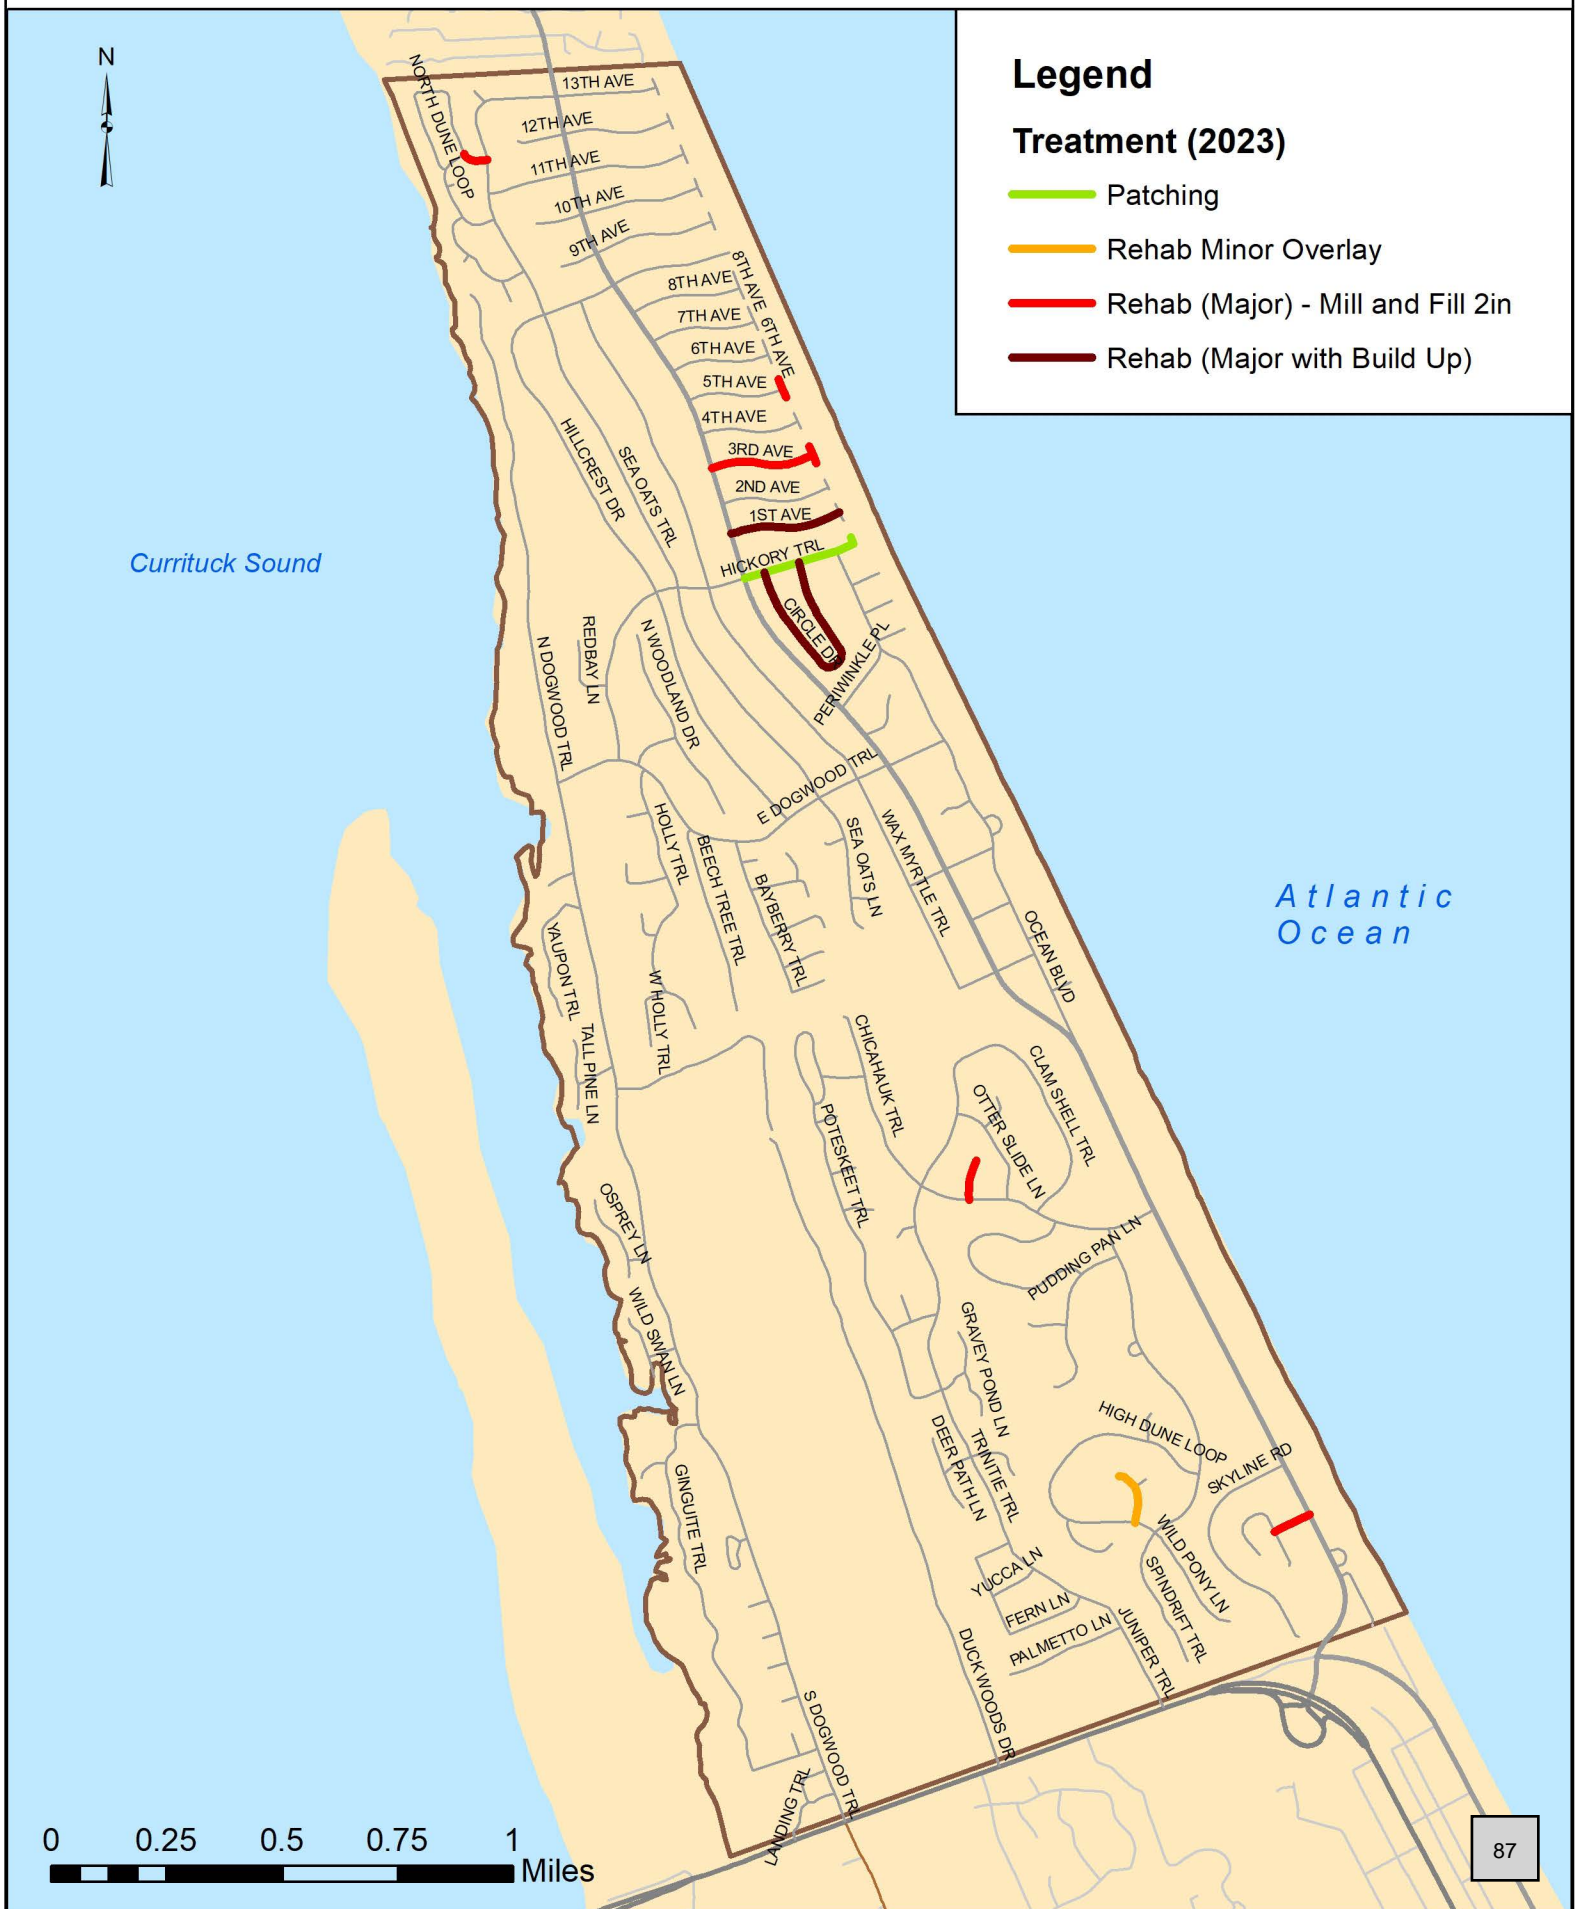 N
Legend
Treatment (2023)
Patching
Rehab Minor Overlay
Rehab (Major) - Mill and Fill 2in
Rehab (Major with Build Up)
13TH AVE
NORTH DUNE LOOP
12TH AVE
11TH AVE
10TH AVE
9TH AVE
8TH AVE
8TH AVE
7TH AVE
6TH AVE
6TH AVE
5TH AVE
4TH AVE
3RD AVE
2ND AVE
1ST AVE
HICKORY TRL
HILLCREST DR
SEA OATS TRL
Currituck Sound
CIRCLE DR
PERIWINKLE PL
REDBAY LN
N WOODLAND DR
N DOGWOOD TRL
E DOGWOOD TRL
HOLLY TRL
BEECH TREE TRL
BAYBERRY TRL
SEA OATS LN
WAX MYRTLE TRL
OCEAN BLVD
Atlantic
Ocean
YAUPON TRL
W HOLLY TRL
TALL PINE LN
CHICAHAUK TRL
CLAM SHELL TRL
OTTER SLIDE LN
POTESKEET TRL
OSPREY LN
PUDDING PAN LN
WILD SWAN LN
GRAVEY POND LN
HIGH DUNE LOOP
DEER PATH LN
TRINITIE TRL
SKYLINE RD
GINGUITE TRL
WILD PONY LN
SPINDRIFT TRL
YUCCA LN
FERN LN
PALMETTO LN
JUNIPER TRL
DUCK WOODS DR
S DOGWOOD TRL
LANDING TRL
0 0.25 0.5 0.75 1
Miles
87